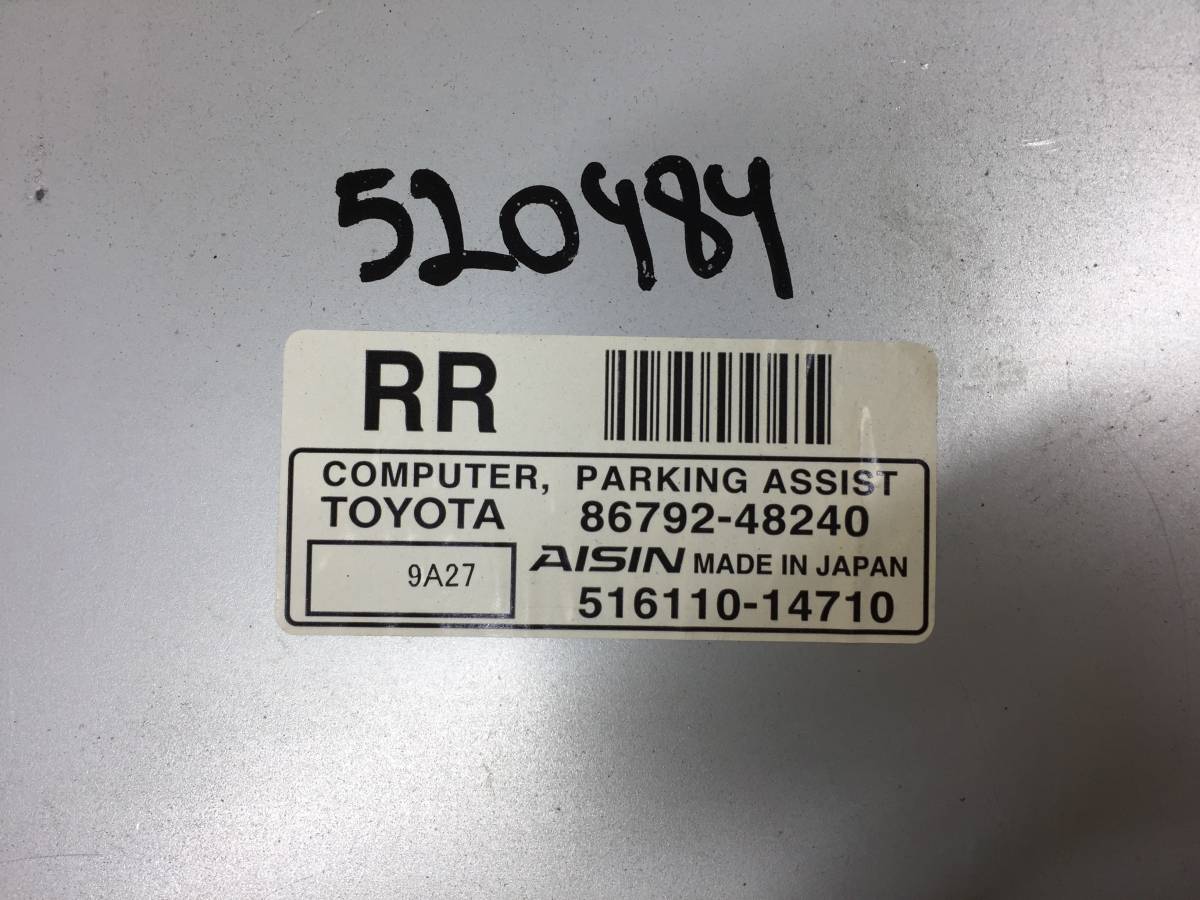 520484
RR
COMPUTER, PARKING ASSIST
TOYOTA 86792-48240
9A27 AISIN MADE IN JAPAN
516110-14710